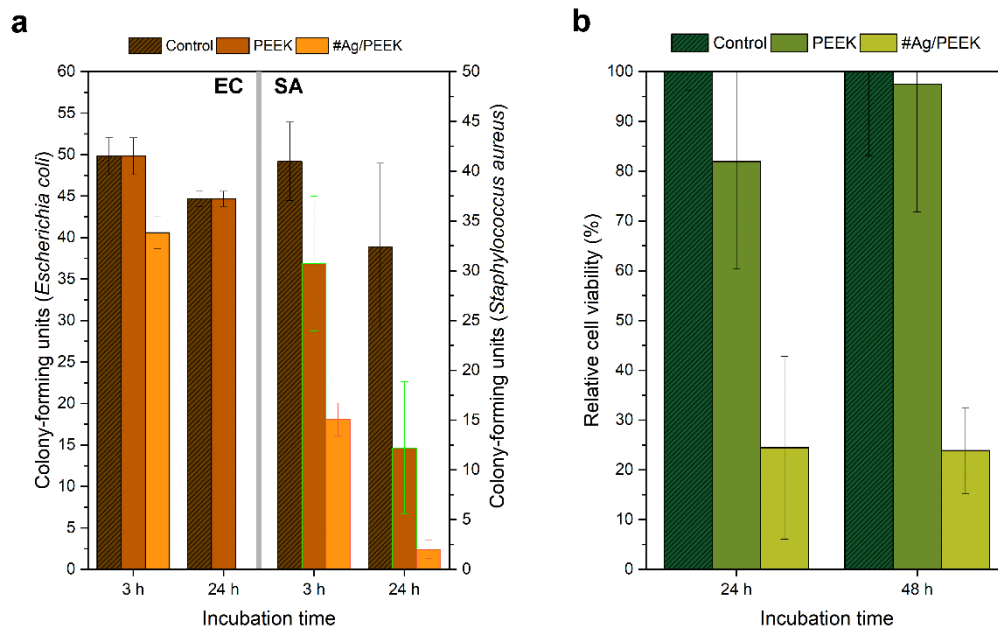 a
Control PEEK #Ag/PEEK
EC SA
60
55
50
45
40
35
30
25
20
15
10
5
0
Colony-forming units (Escherichia coli)
50
45
40
35
30
25
20
15
10
5
0
Colony-forming units (Staphylococcus aureus)
3 h 24 h 3 h 24 h
Incubation time
b
Control PEEK #Ag/PEEK
100
90
80
70
60
50
40
30
20
10
0
Relative cell viability (%)
24 h 48 h
Incubation time